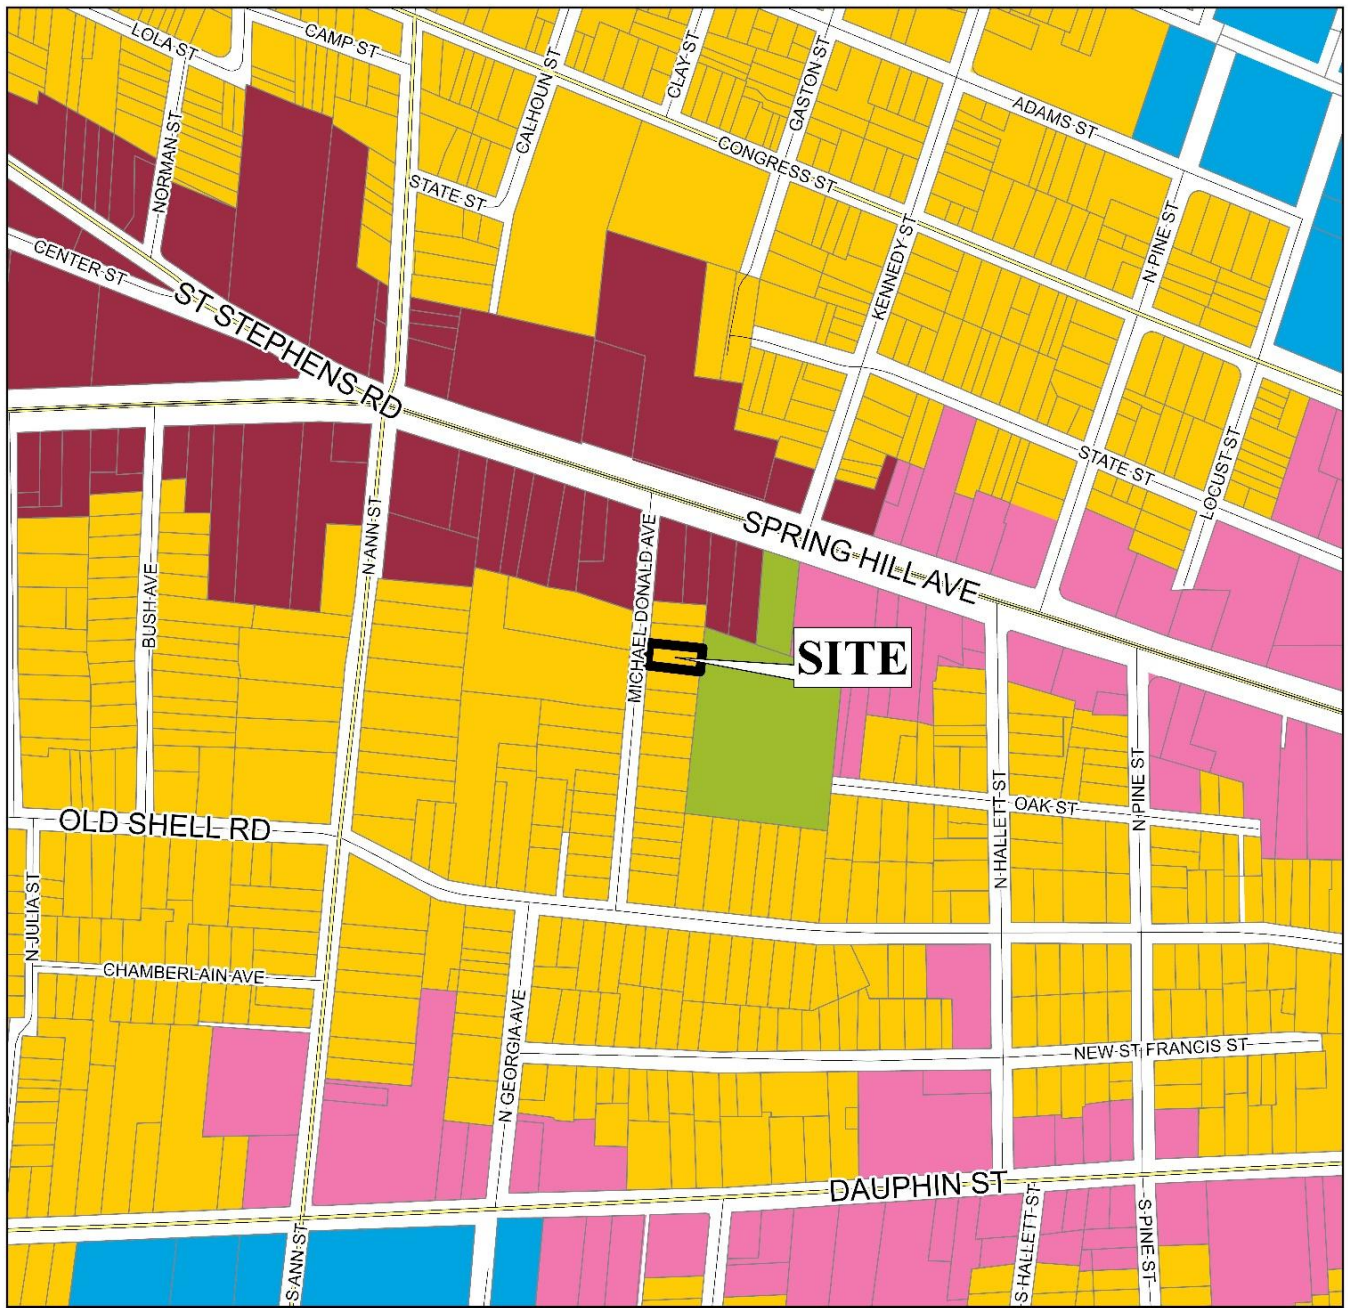 LOLA ST
CAMP ST
CALHOUN ST
CLAY ST
GASTON ST
ADAMS ST
CONGRESS ST
NORMAN ST
STATE ST
KENNEDY ST
N PINE ST
CENTER ST
ST STEPHENS RD
LOCUST ST
STATE ST
SPRING HILL AVE
N ANN ST
MICHAEL DONALD AVE
BUSH AVE
SITE
N HALLETT ST
N PINE ST
OAK ST
OLD SHELL RD
N JULIA ST
CHAMBERLAIN AVE
N GEORGIA AVE
NEW ST FRANCIS ST
DAUPHIN ST
S ANN ST
S HALLETT ST
S PINE ST